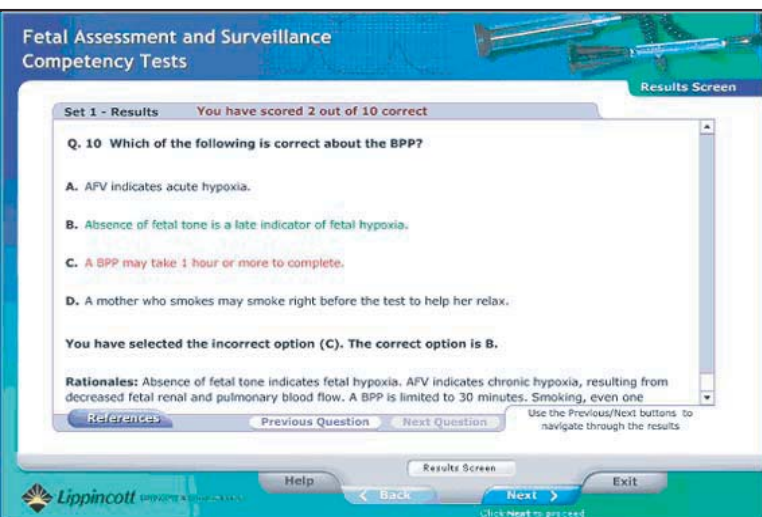 Fetal Assessment and Surveillance
Competency Tests
Results Screen
Set 1 - Results You have scored 2 out of 10 correct
Q. 10 Which of the following is correct about the BPP?
A. AFV indicates acute hypoxia.
B. Absence of fetal tone is a late indicator of fetal hypoxia.
C. A BPP may take 1 hour or more to complete.
D. A mother who smokes may smoke right before the test to help her relax.
You have selected the incorrect option (C). The correct option is B.
Rationales: Absence of fetal tone indicates fetal hypoxia. AFV indicates chronic hypoxia, resulting from
decreased fetal renal and pulmonary blood flow. A BPP is limited to 30 minutes. Smoking, even one
References Previous Question Next Question Use the Previous/Next buttons to
navigate through the results
Results Screen
Help Exit
< Back Next >
Lippincott
Click Next to proceed